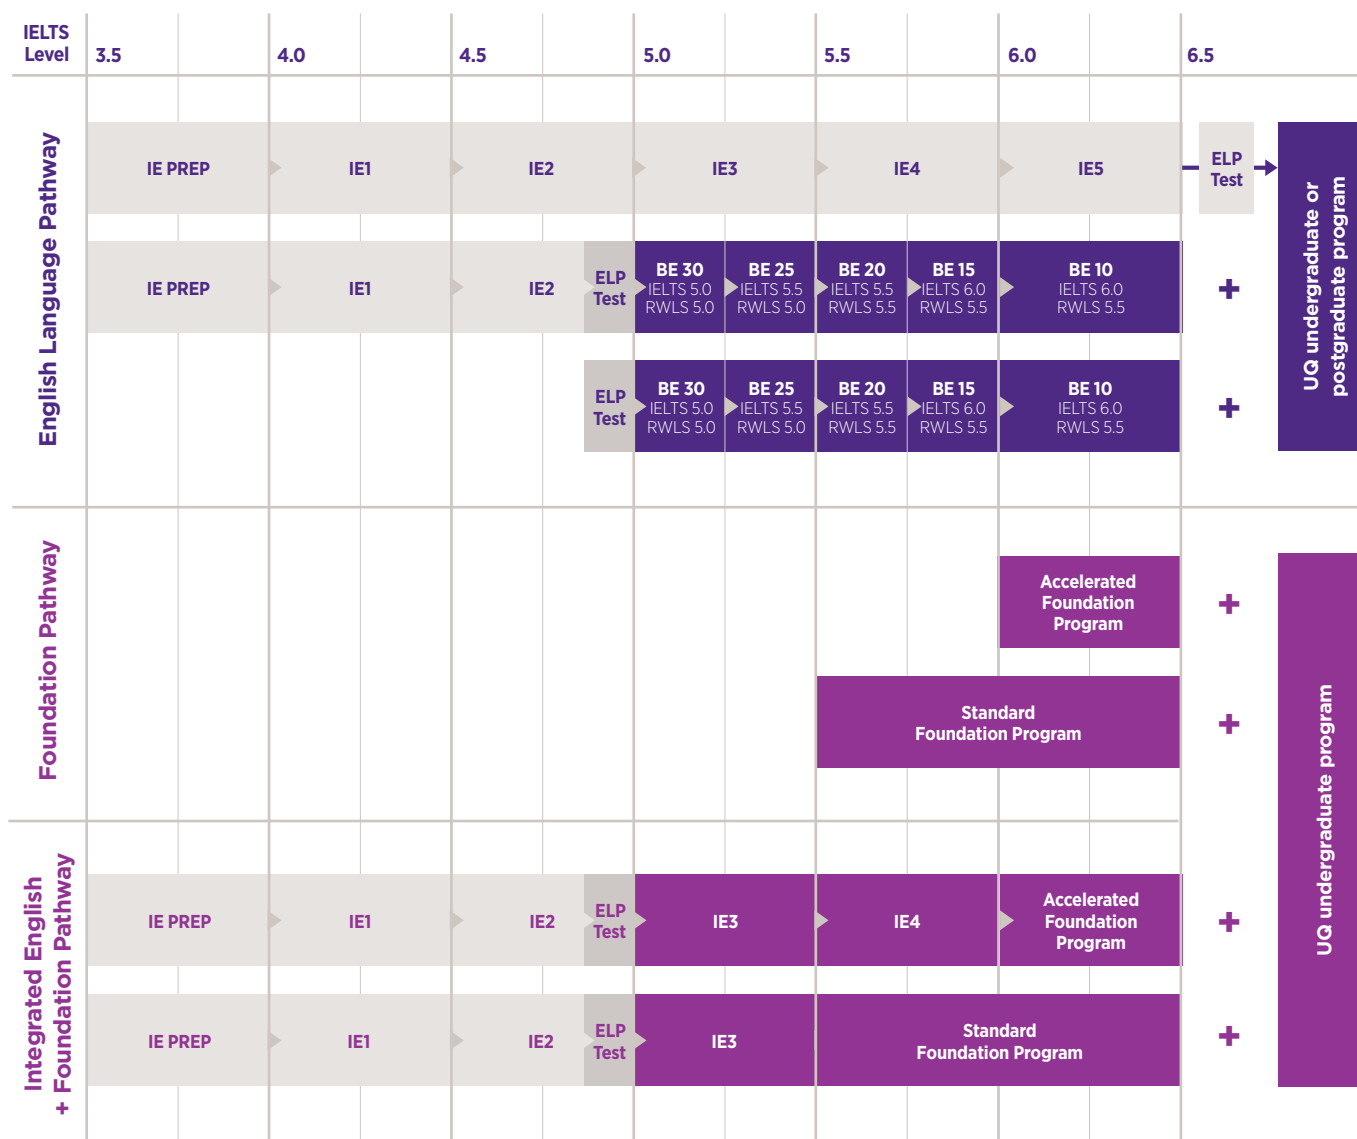 IELTS
Level
3.5
4.0
4.5
5.0
5.5
6.0
6.5
English Language Pathway
IE PREP
IE1
IE2
IE3
IE4
IE5
ELP
Test
IE PREP
IE1
IE2
ELP
Test
BE 30
IELTS 5.0
RWLS 5.0
BE 25
IELTS 5.5
RWLS 5.0
BE 20
IELTS 5.5
RWLS 5.5
BE 15
IELTS 6.0
RWLS 5.5
BE 10
IELTS 6.0
RWLS 5.5
+
ELP
Test
BE 30
IELTS 5.0
RWLS 5.0
BE 25
IELTS 5.5
RWLS 5.0
BE 20
IELTS 5.5
RWLS 5.5
BE 15
IELTS 6.0
RWLS 5.5
BE 10
IELTS 6.0
RWLS 5.5
+
UQ undergraduate or
postgraduate program
Foundation Pathway
Accelerated
Foundation
Program
+
Standard
Foundation Program
+
Integrated English
+ Foundation Pathway
IE PREP
IE1
IE2
ELP
Test
IE3
IE4
Accelerated
Foundation
Program
+
IE PREP
IE1
IE2
ELP
Test
IE3
Standard
Foundation Program
+
UQ undergraduate program